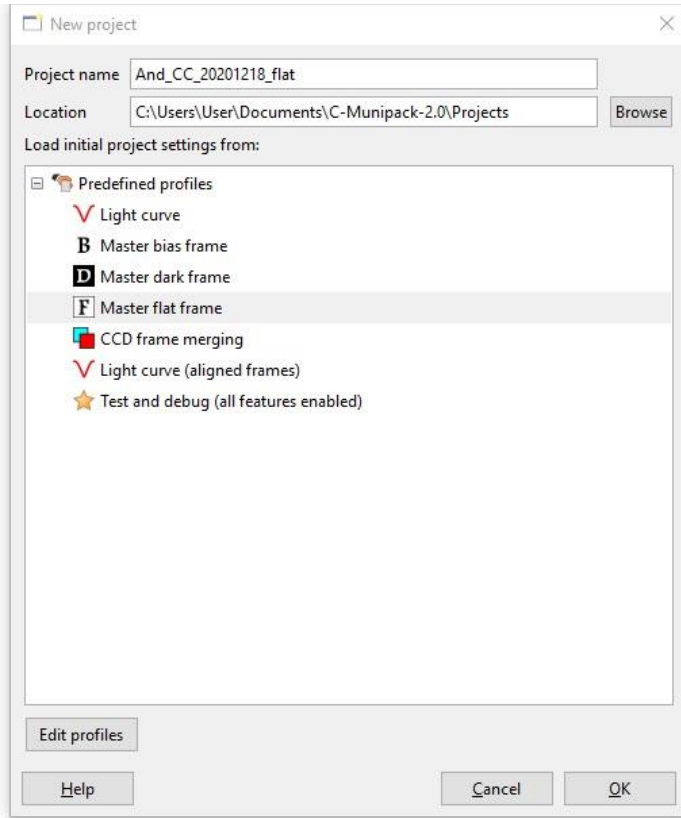 New project
Project name And_CC_20201218_flat
Location C:\Users\User\Documents\C-Munipack-2.0\Projects Browse
Load initial project settings from:
Predefined profiles
Light curve
B Master bias frame
D Master dark frame
F Master flat frame
CCD frame merging
Light curve (aligned frames)
Test and debug (all features enabled)
Edit profiles
Help Cancel OK